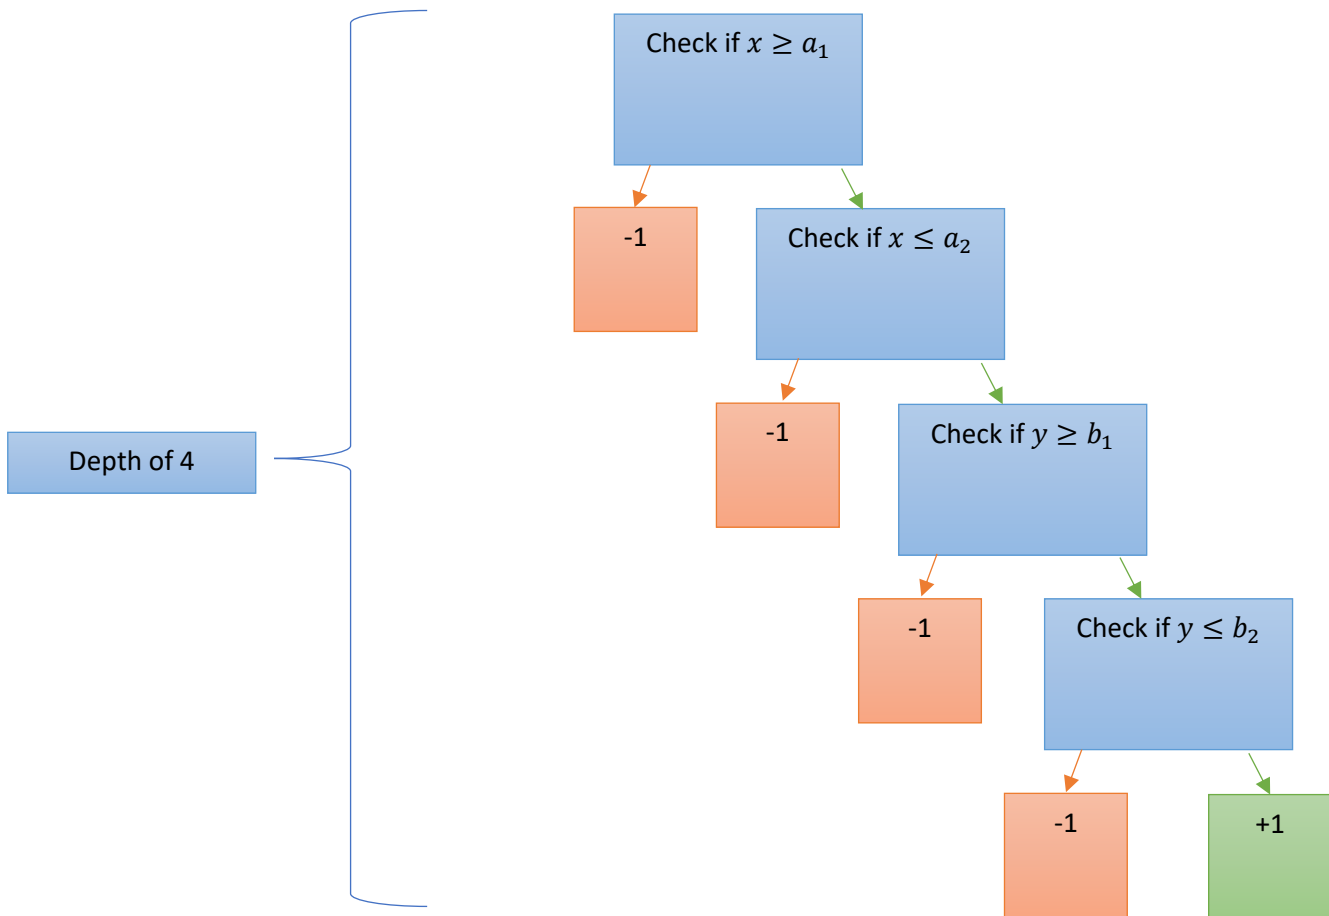 Check if 𝑥 ≥ 𝑎₁
-1
Check if 𝑥 ≤ 𝑎₂
-1
Check if 𝑦 ≥ 𝑏₁
Depth of 4
-1
Check if 𝑦 ≤ 𝑏₂
-1
+1